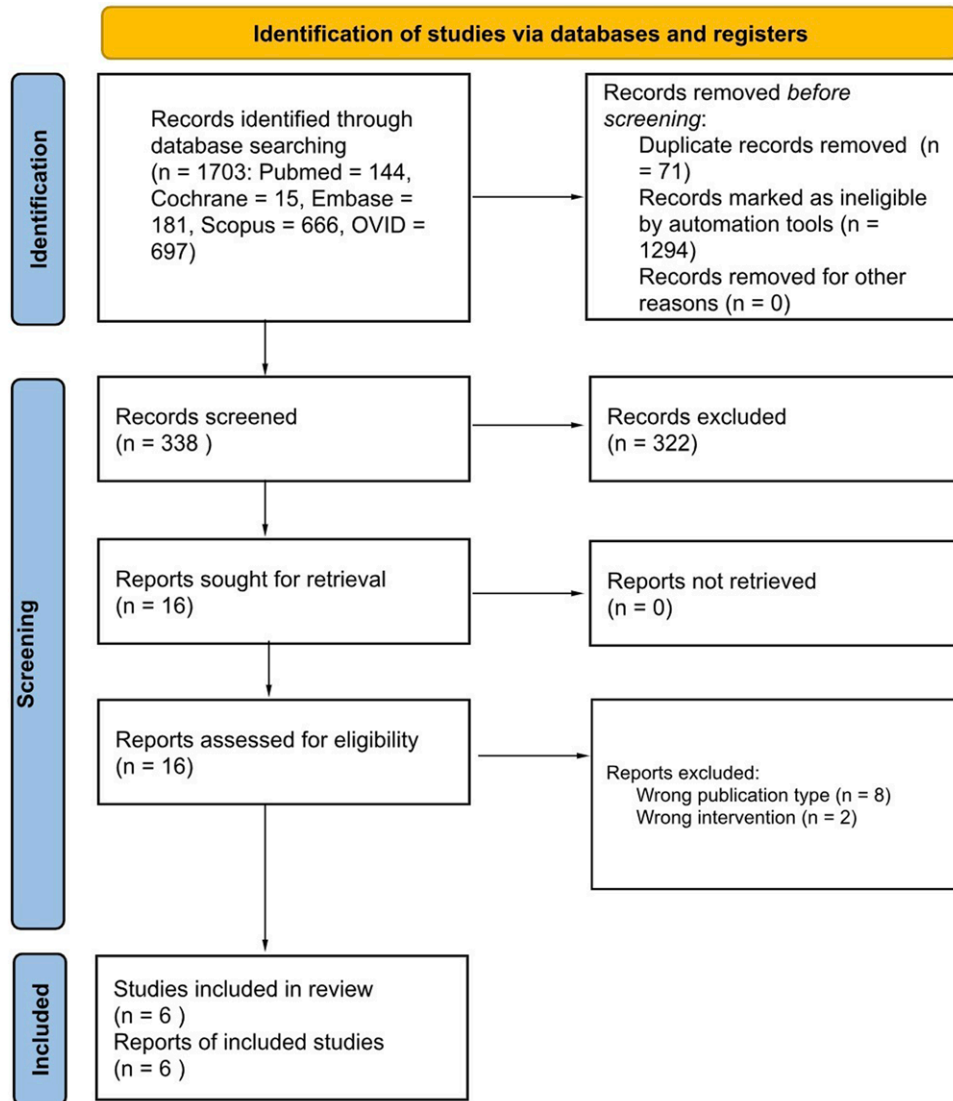 Identification of studies via databases and registers
Identification
Records identified through
database searching
(n = 1703: Pubmed = 144,
Cochrane = 15, Embase =
181, Scopus = 666, OVID =
697)
Records removed before
screening:
Duplicate records removed (n
= 71)
Records marked as ineligible
by automation tools (n =
1294)
Records removed for other
reasons (n = 0)
Screening
Records screened
(n = 338 )
Records excluded
(n = 322)
Reports sought for retrieval
(n = 16)
Reports not retrieved
(n = 0)
Reports assessed for eligibility
(n = 16)
Reports excluded:
Wrong publication type (n = 8)
Wrong intervention (n = 2)
Included
Studies included in review
(n = 6 )
Reports of included studies
(n = 6 )